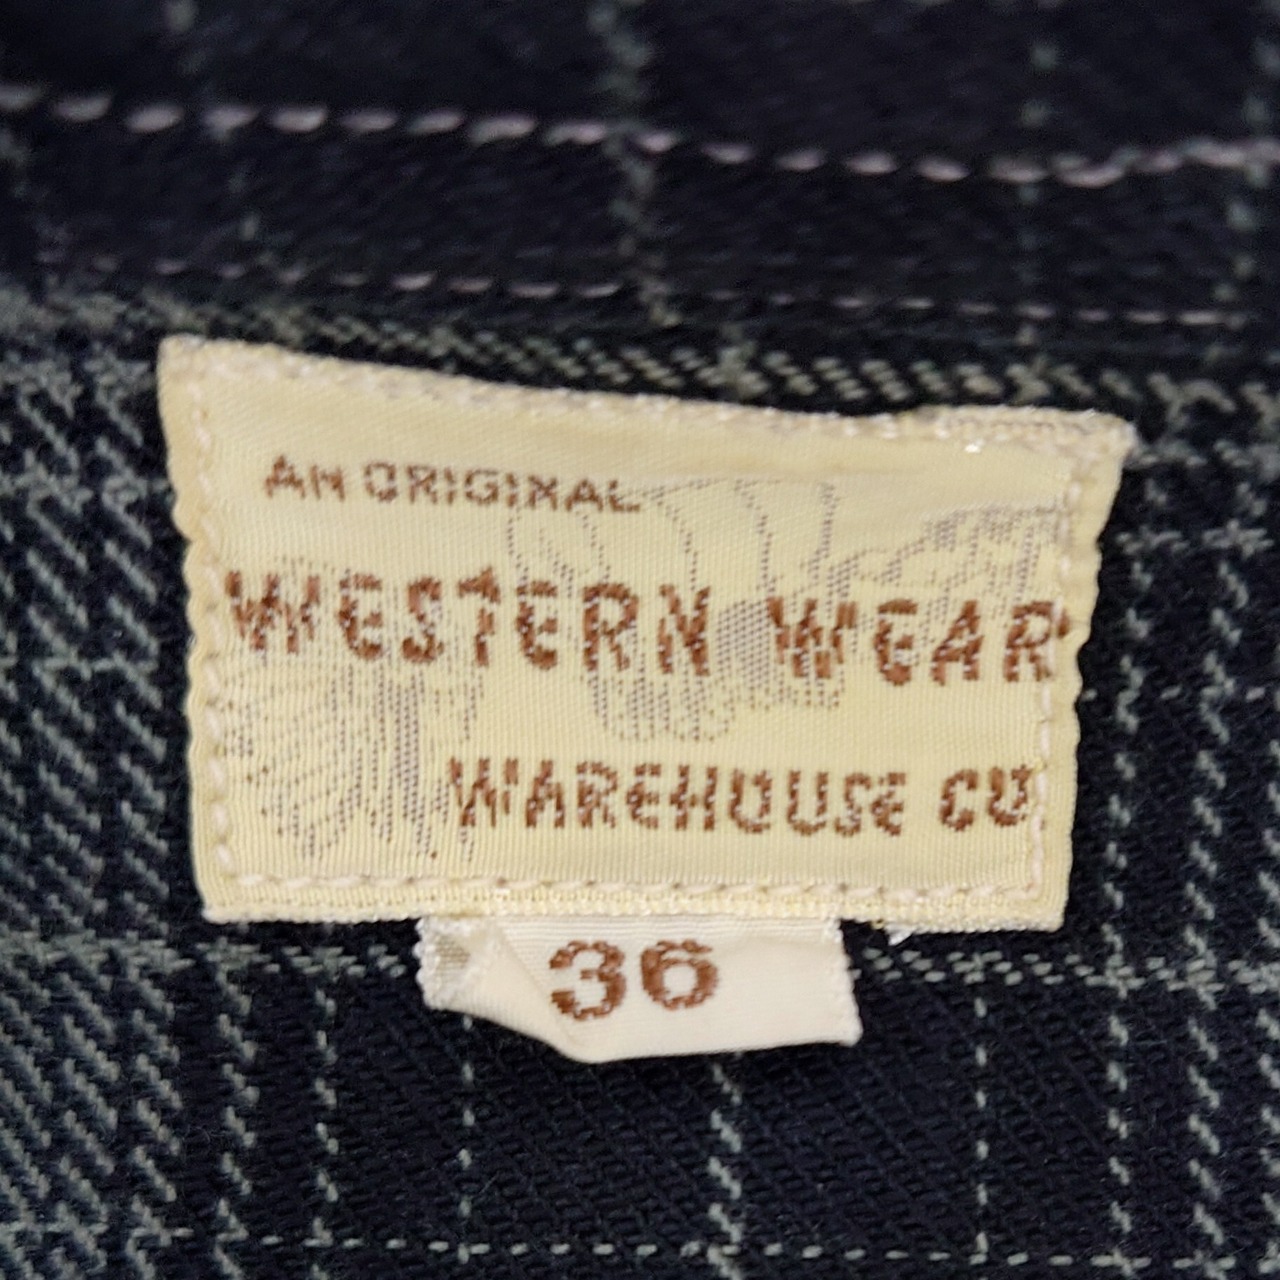 AN ORIGINAL
WESTERN WEAR
WAREHOUSE CO
36